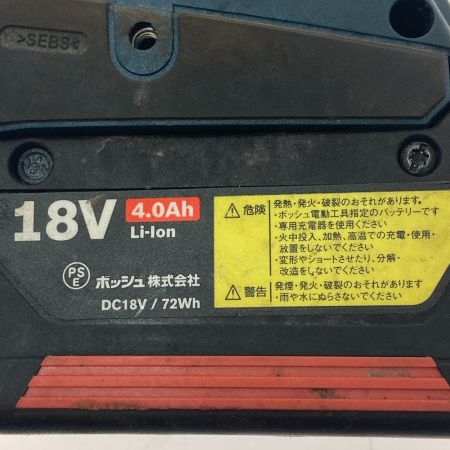 >SEBS<
18V 4.0Ah
Li-Ion
PSE ボッシュ株式会社
DC18V / 72Wh
危険 発熱・発火・破裂のおそれがあります。
・ボッシュ電動工具指定のバッテリーです
・専用充電器を使用ください
・火中投入、加熱、高温での充電・使用・
放置をしないでください
・変形やショートさせたり、分解・
改造をしないでください
警告 発煙・発火・破裂のおそれがあります
・雨や水にぬらさないでください